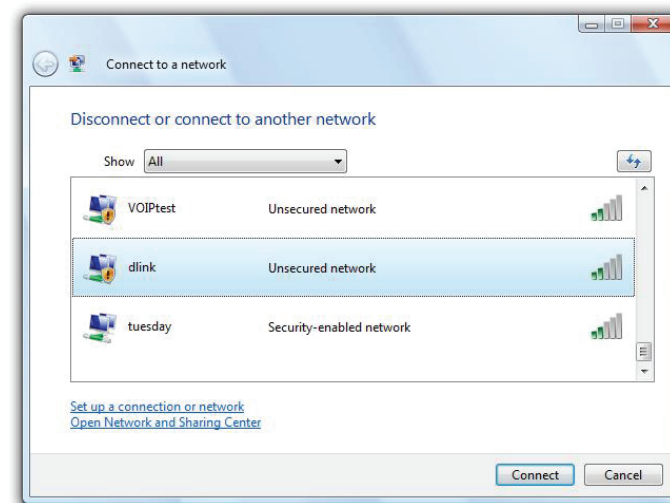 Connect to a network
Disconnect or connect to another network
Show All
VOIPtest Unsecured network
dlink Unsecured network
tuesday Security-enabled network
Set up a connection or network
Open Network and Sharing Center
Connect Cancel